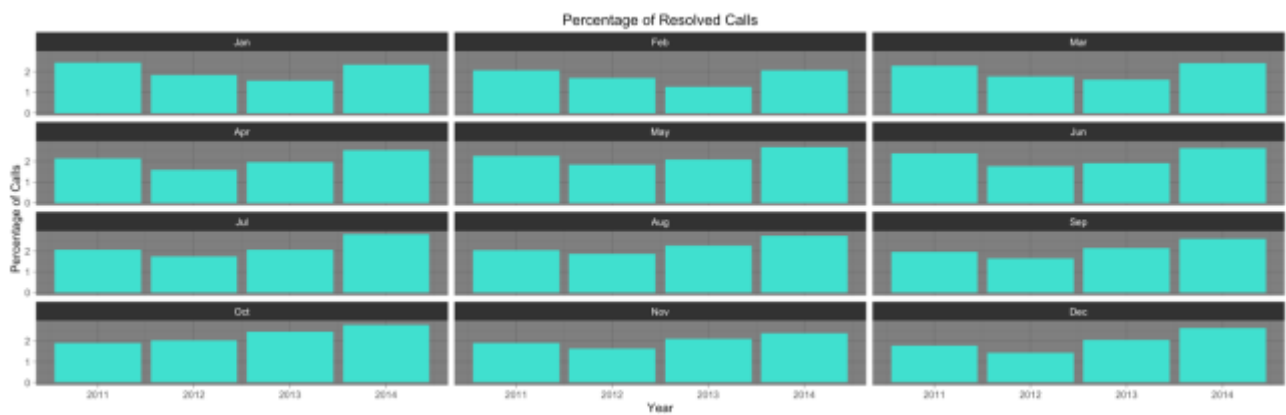 Percentage of Resolved Calls
Jan Feb Mar
2
1
0
Apr May Jun
2
1
0
Jul Aug Sep
2
1
0
Oct Nov Dec
2
1
0
Percentage of Calls
2011 2012 2013 2014 2011 2012 2013 2014 2011 2012 2013 2014
Year